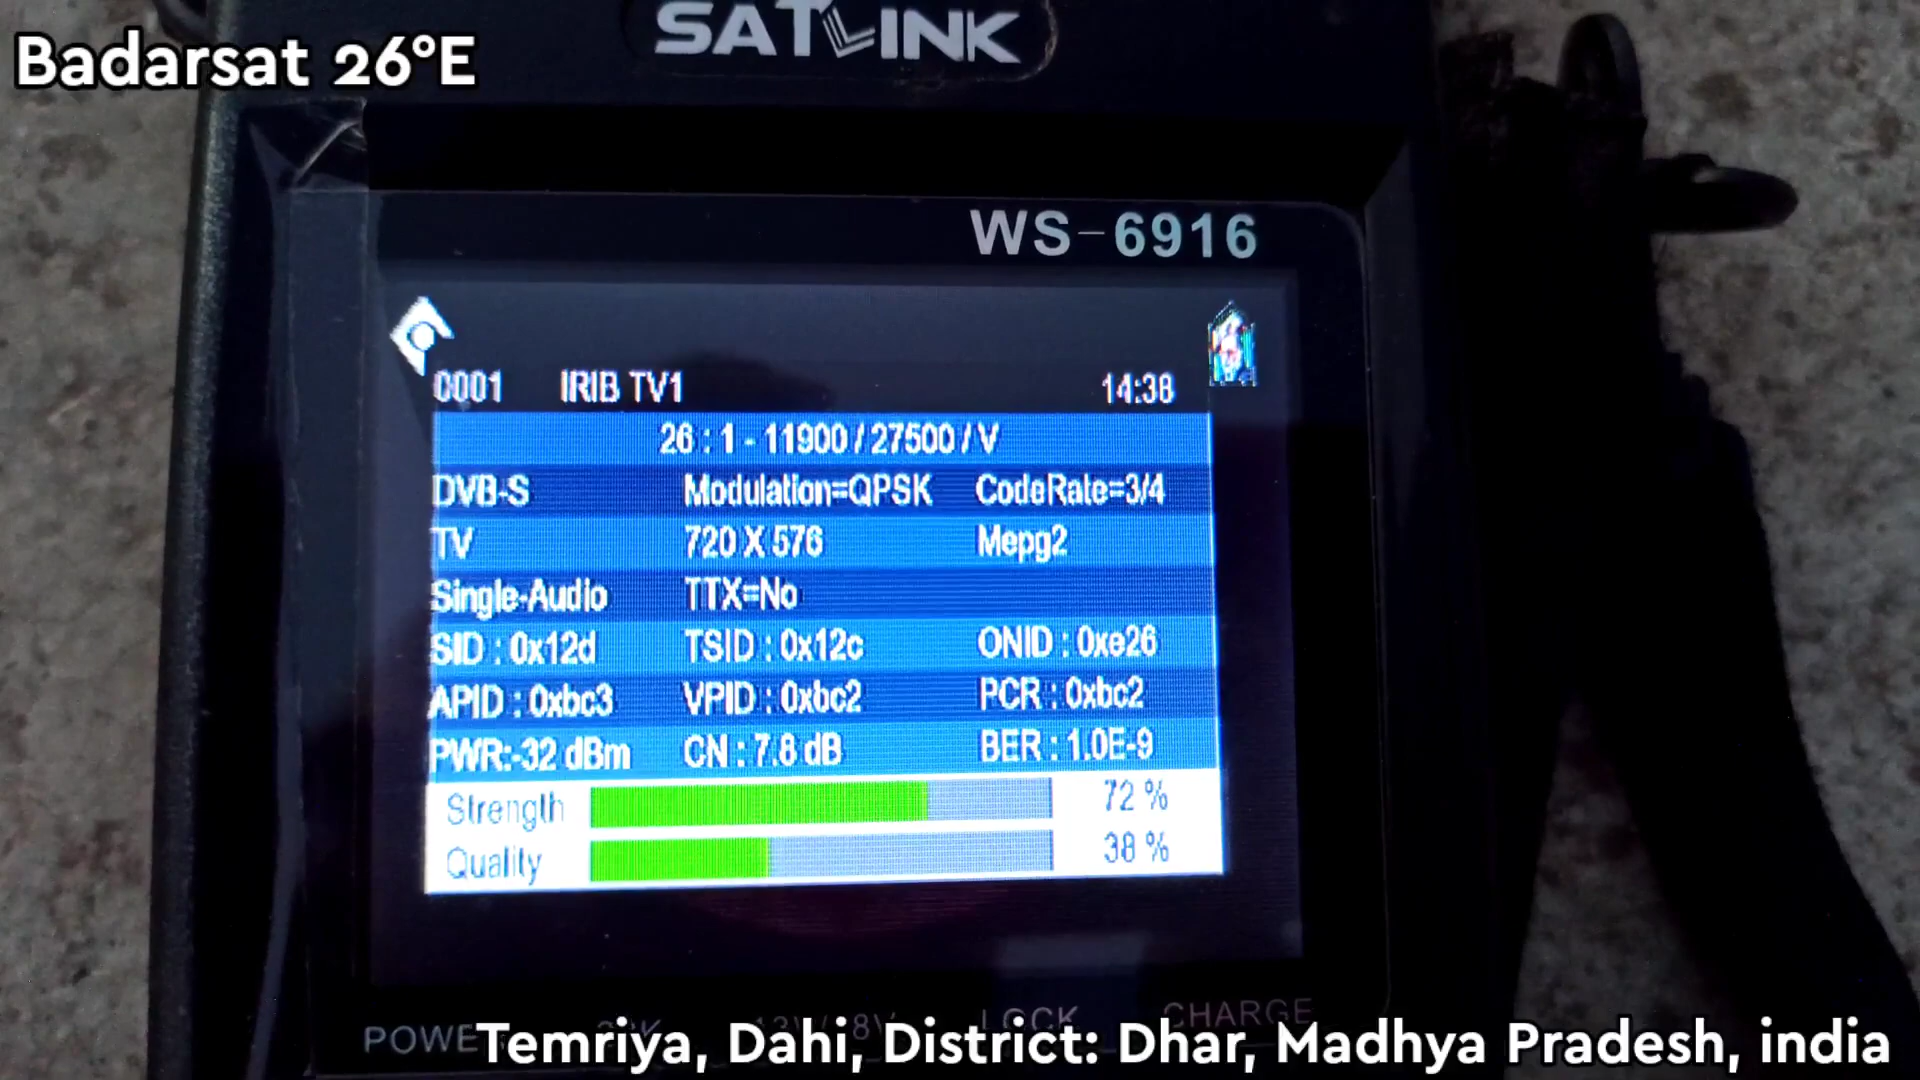 Badarsat 26°E
SATLINK
WS-6916
0001 IRIB TV1 14:38
26 : 1 - 11900 / 27500 / V
DVB-S Modulation=QPSK CodeRate=3/4
TV 720 X 576 Mepg2
Single-Audio TTX=No
SID : 0x12d TSID : 0x12c ONID : 0xe26
APID : 0xbc3 VPID : 0xbc2 PCR : 0xbc2
PWR:-32 dBm CN : 7.8 dB BER : 1.0E-9
Strength 72 %
Quality 38 %
LOCK CHARGE
Temriya, Dahi, District: Dhar, Madhya Pradesh, india